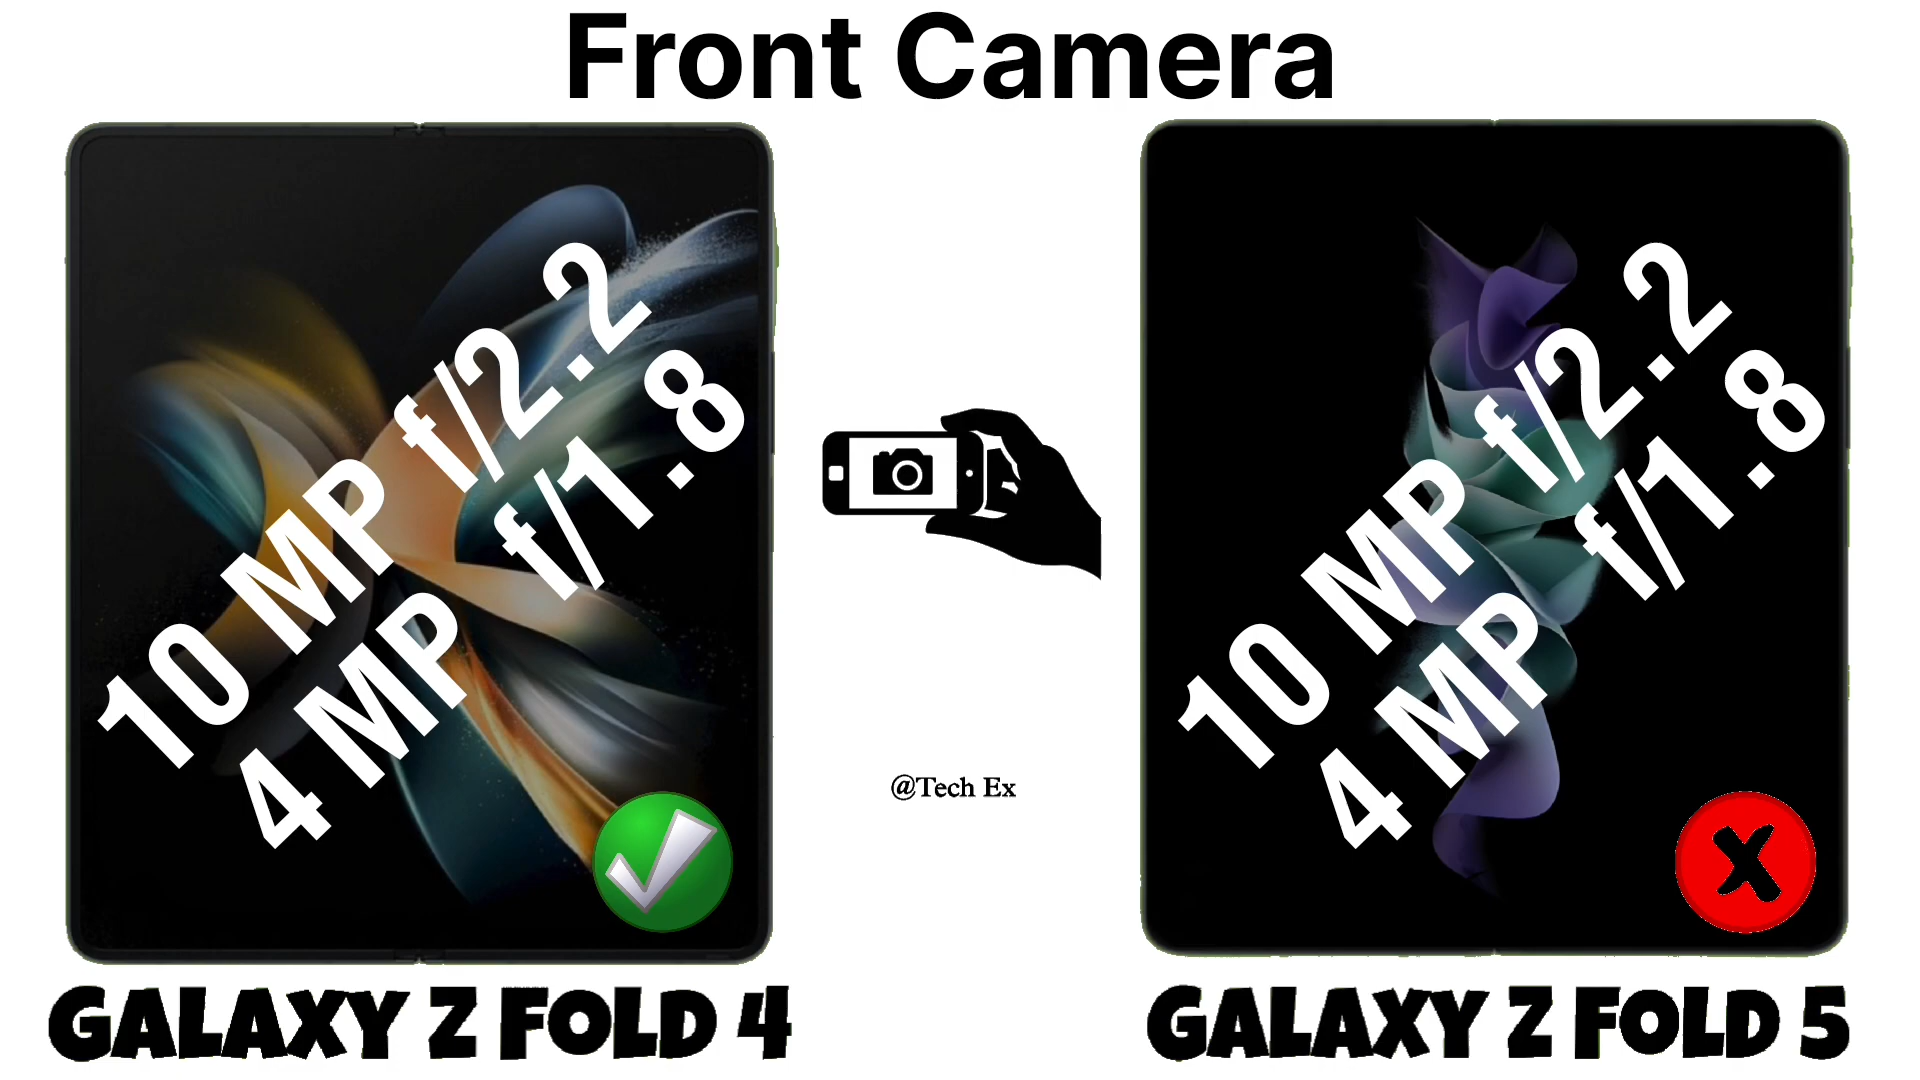 Front Camera
10 MP f/2.2
4 MP f/1.8
10 MP f/2.2
4 MP f/1.8
@Tech Ex
GALAXY Z FOLD 4
GALAXY Z FOLD 5